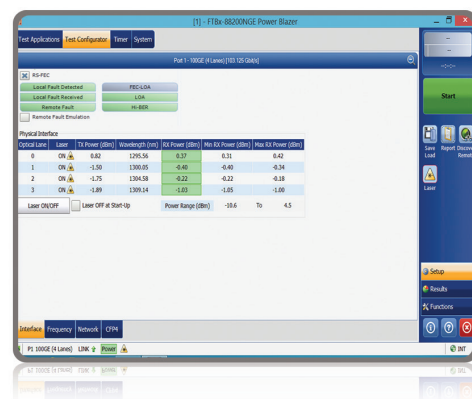 [1] - FTBx-88200NGE Power Blazer
Test Applications Test Configurator Timer System
Port 1 - 100GE (4 Lanes) [103.125 Gbit/s]
RS-FEC
Local Fault Detected FEC-LOA
Local Fault Received LOA
Remote Fault Hi-BER
Remote Fault Emulation
Physical Interface
Optical Lane Laser TX Power (dBm) Wavelength (nm) RX Power (dBm) Min RX Power (dBm) Max RX Power (dBm)
0 ON 0.82 1295.56 0.37 0.31 0.42
1 ON -1.50 1300.05 -0.40 -0.40 -0.34
2 ON -1.75 1304.58 -0.22 -0.22 -0.18
3 ON -1.89 1309.14 -1.03 -1.05 -1.00
Laser ON/OFF Laser OFF at Start-Up Power Range (dBm) -10.6 To 4.5
Interface Frequency Network CFP4
P1 100GE (4 Lanes) LINK Power
--
--
--:--:--
Start
Save Report Discover
Load Remote
Laser
Setup
Results
Functions
INT